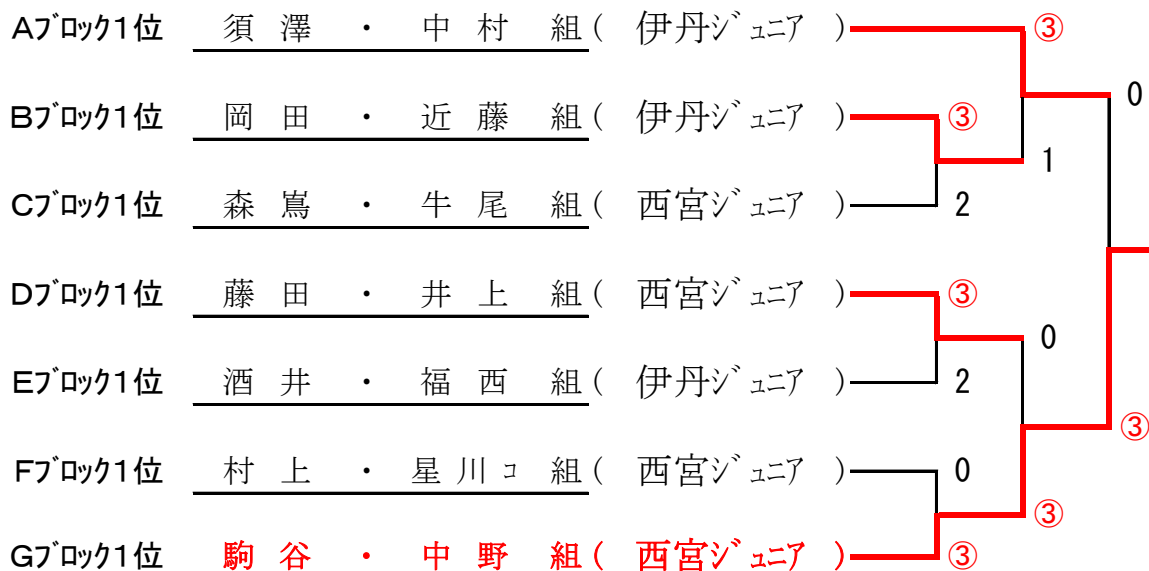 Aﾌﾞﾛｯｸ1位 須澤・中村 組( 伊丹ｼﾞｭﾆｱ ) ③
0
Bﾌﾞﾛｯｸ1位 岡田・近藤 組( 伊丹ｼﾞｭﾆｱ ) ③
1
Cﾌﾞﾛｯｸ1位 森嶌・牛尾 組( 西宮ｼﾞｭﾆｱ ) 2
Dﾌﾞﾛｯｸ1位 藤田・井上 組( 西宮ｼﾞｭﾆｱ ) ③
0
Eﾌﾞﾛｯｸ1位 酒井・福西 組( 伊丹ｼﾞｭﾆｱ ) 2
③
Fﾌﾞﾛｯｸ1位 村上・星川ｺ 組( 西宮ｼﾞｭﾆｱ ) 0
③
Gﾌﾞﾛｯｸ1位 駒谷・中野 組( 西宮ｼﾞｭﾆｱ ) ③